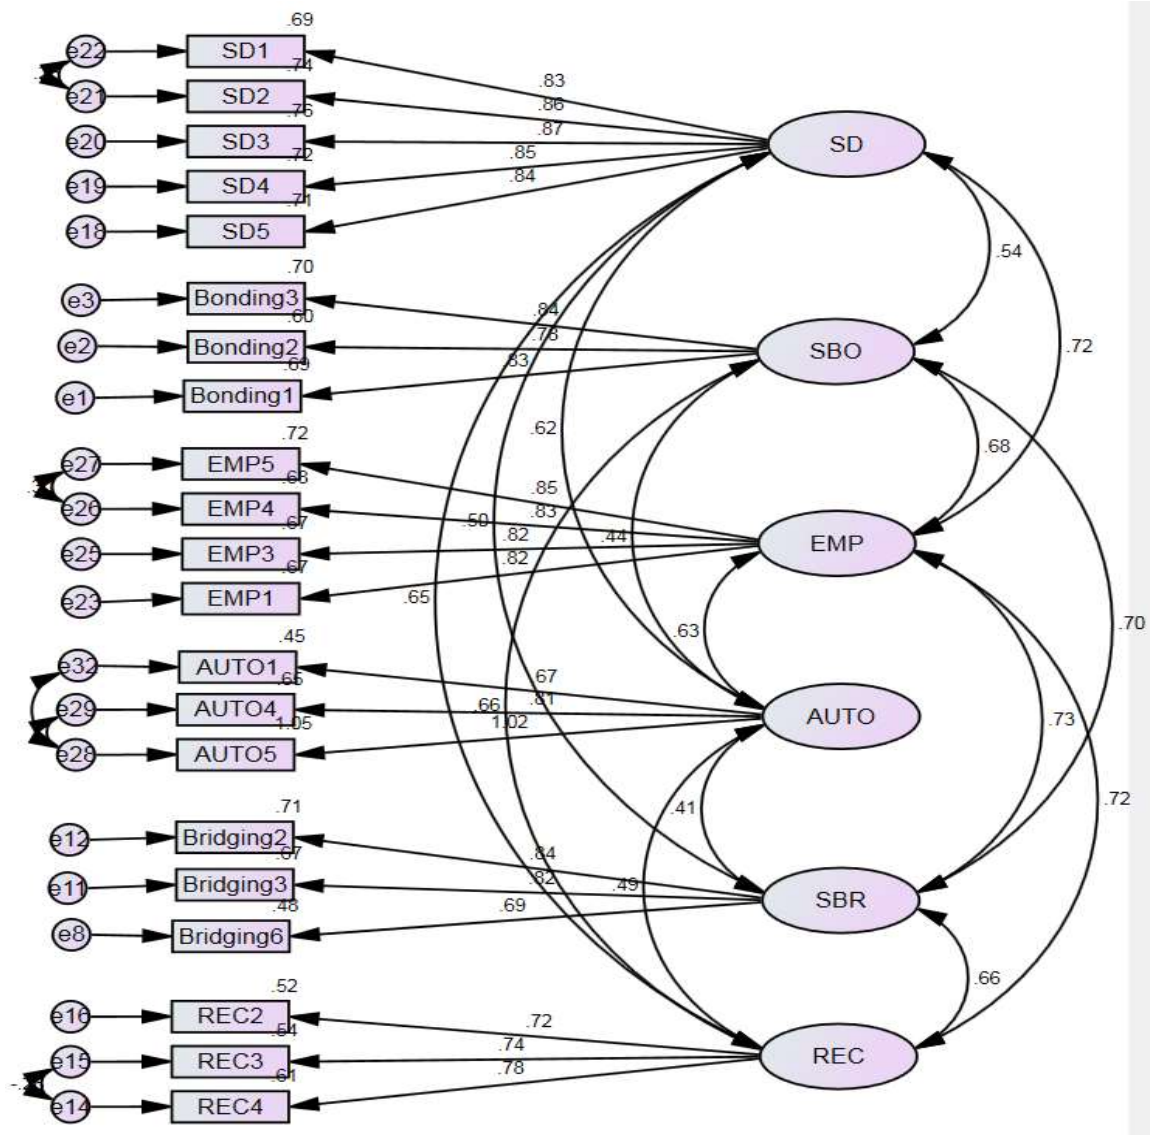 .69
e22 SD1
.74
.83
e21 SD2
.86
.76
e20 SD3
.87
SD
.72
.85
e19 SD4
.84
.71
e18 SD5
.54
.70
e3 Bonding3
.84
.60
.78
e2 Bonding2
SBO
.72
.69
.83
e1 Bonding1
.62
.68
.72
e27 EMP5
.68
.85
e26 EMP4
.83
.50
.67
.82
.44
EMP
e25 EMP3
.82
.67
e23 EMP1
.65
.70
.45
.63
e32 AUTO1
.65
.67
.81
e29 AUTO4
.66
AUTO
.73
1.05
1.02
e28 AUTO5
.71
.41
.72
e12 Bridging2
.67
.84
.82
.49
e11 Bridging3
SBR
.48
.69
e8 Bridging6
.52
.66
e16 REC2
.72
.54
.74
e15 REC3
REC
.61
.78
e14 REC4